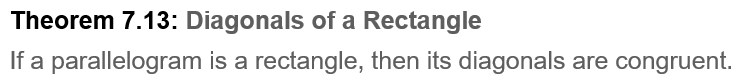 Theorem 7.13: Diagonals of a Rectangle
If a parallelogram is a rectangle, then its diagonals are congruent.